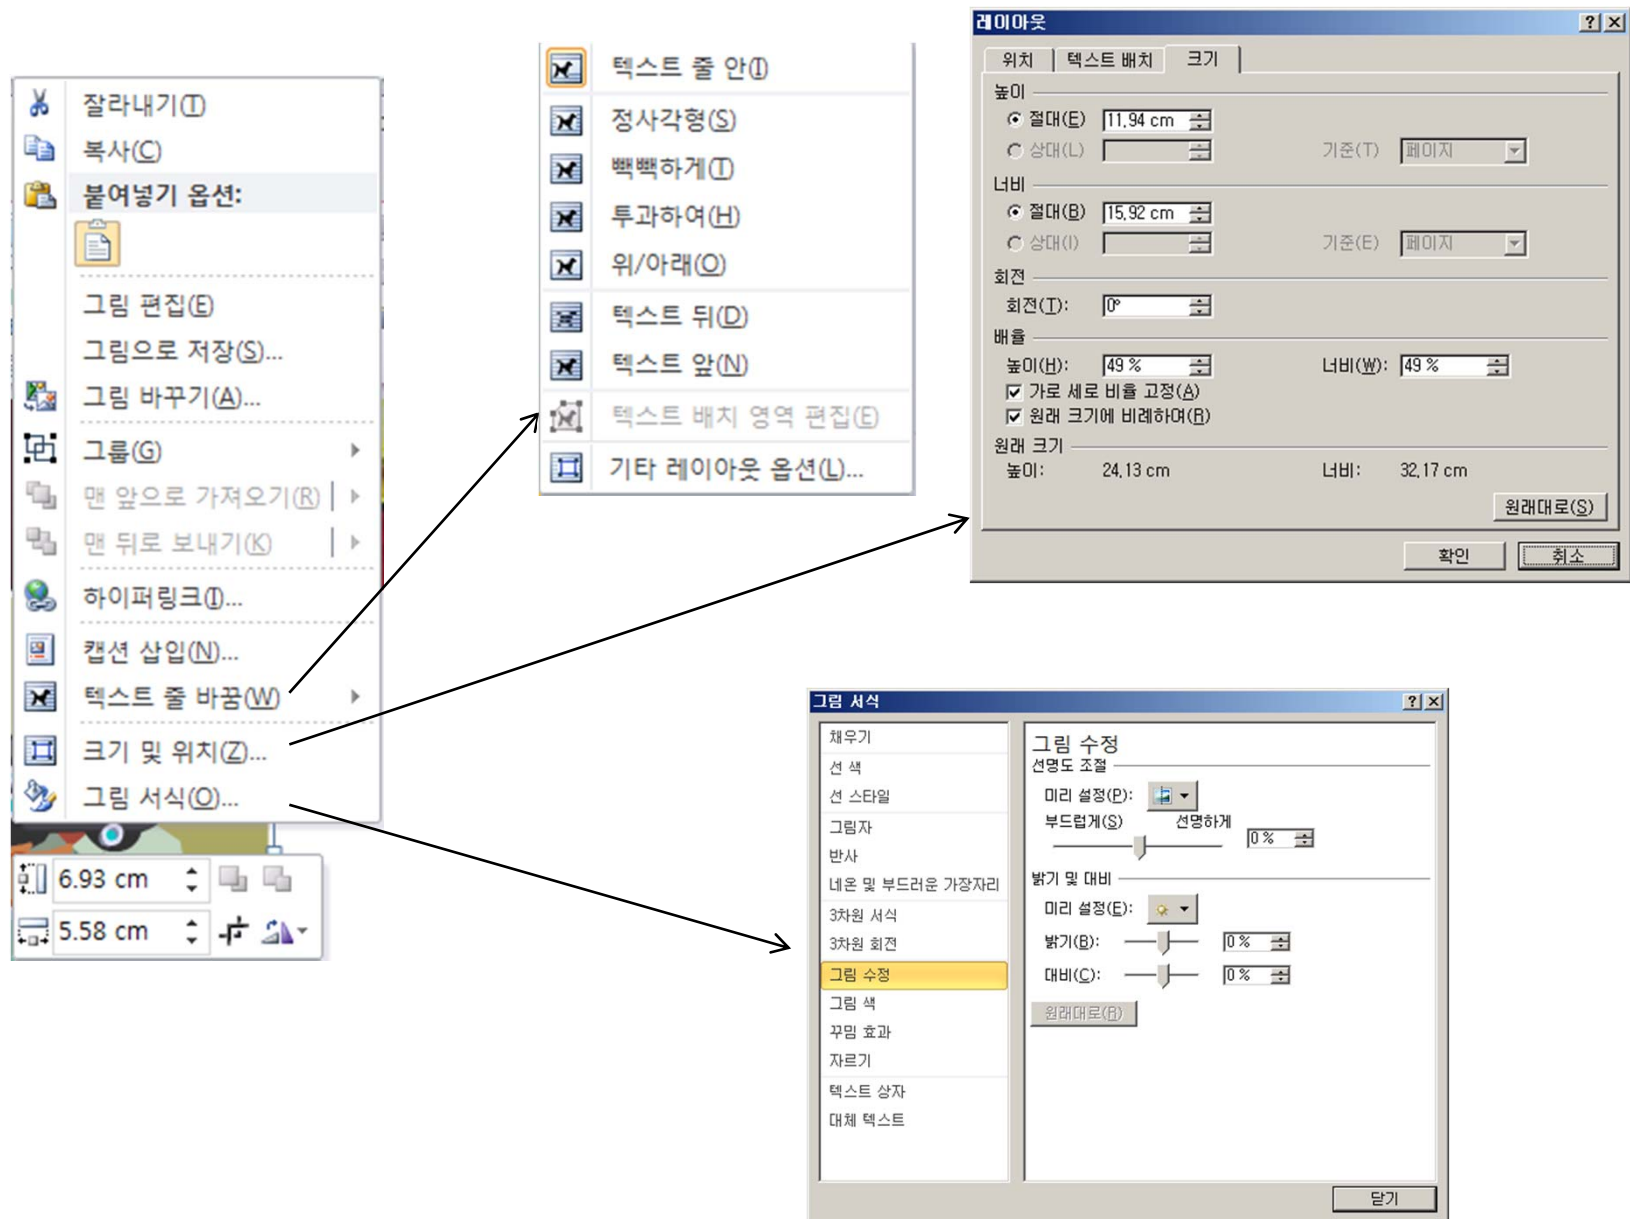 잘라내기(T)
복사(C)
붙여넣기 옵션:
그림 편집(E)
그림으로 저장(S)...
그림 바꾸기(A)...
그룹(G)
맨 앞으로 가져오기(R)
맨 뒤로 보내기(K)
하이퍼링크(I)...
캡션 삽입(N)...
텍스트 줄 바꿈(W)
크기 및 위치(Z)...
그림 서식(O)...
6.93 cm
5.58 cm
텍스트 줄 안(I)
정사각형(S)
빽빽하게(T)
투과하여(H)
위/아래(O)
텍스트 뒤(D)
텍스트 앞(N)
텍스트 배치 영역 편집(E)
기타 레이아웃 옵션(L)...
레이아웃
위치 텍스트 배치 크기
높이
절대(E) 11,94 cm
상대(L) 기준(T) 페이지
너비
절대(B) 15,92 cm
상대(I) 기준(E) 페이지
회전
회전(T): 0°
배율
높이(H): 49 % 너비(W): 49 %
가로 세로 비율 고정(A)
원래 크기에 비례하여(R)
원래 크기
높이: 24,13 cm 너비: 32,17 cm
원래대로(S)
확인 취소
그림 서식
채우기
선 색
선 스타일
그림자
반사
네온 및 부드러운 가장자리
3차원 서식
3차원 회전
그림 수정
그림 색
꾸밈 효과
자르기
텍스트 상자
대체 텍스트
그림 수정
선명도 조절
미리 설정(P):
부드럽게(S) 선명하게
0 %
밝기 및 대비
미리 설정(E):
밝기(B): 0 %
대비(C): 0 %
원래대로(R)
닫기